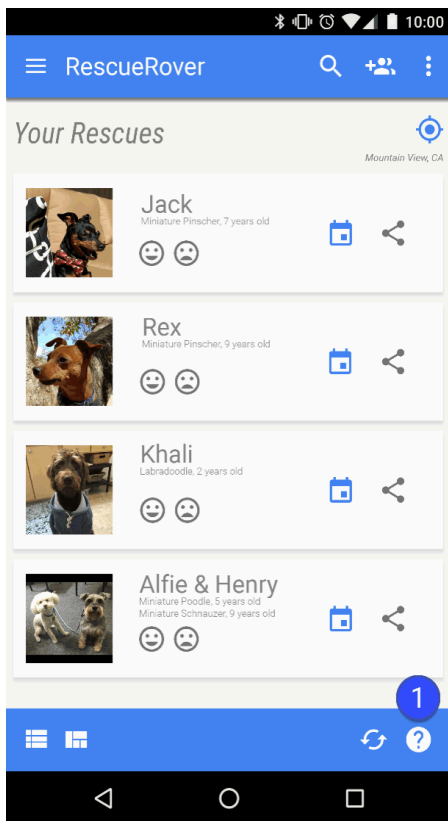 10:00
RescueRover
Your Rescues
Mountain View, CA
Jack
Miniature Pinscher, 7 years old
Rex
Miniature Pinscher, 9 years old
Khali
Labradoodle, 2 years old
Alfie & Henry
Miniature Poodle, 5 years old
Miniature Schnauzer, 9 years old
1
?